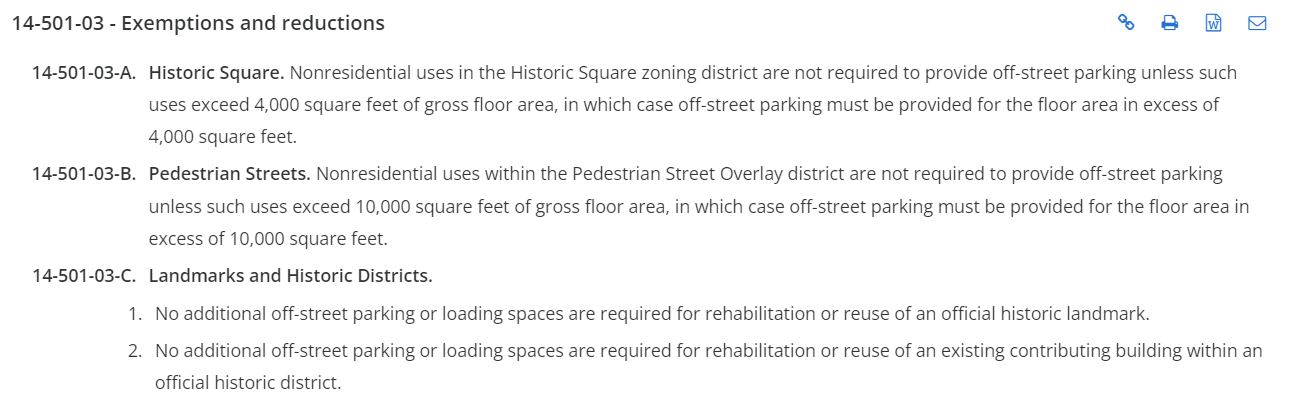 14-501-03 - Exemptions and reductions
14-501-03-A. Historic Square. Nonresidential uses in the Historic Square zoning district are not required to provide off-street parking unless such
uses exceed 4,000 square feet of gross floor area, in which case off-street parking must be provided for the floor area in excess of
4,000 square feet.
14-501-03-B. Pedestrian Streets. Nonresidential uses within the Pedestrian Street Overlay district are not required to provide off-street parking
unless such uses exceed 10,000 square feet of gross floor area, in which case off-street parking must be provided for the floor area in
excess of 10,000 square feet.
14-501-03-C. Landmarks and Historic Districts.
1. No additional off-street parking or loading spaces are required for rehabilitation or reuse of an official historic landmark.
2. No additional off-street parking or loading spaces are required for rehabilitation or reuse of an existing contributing building within an
official historic district.